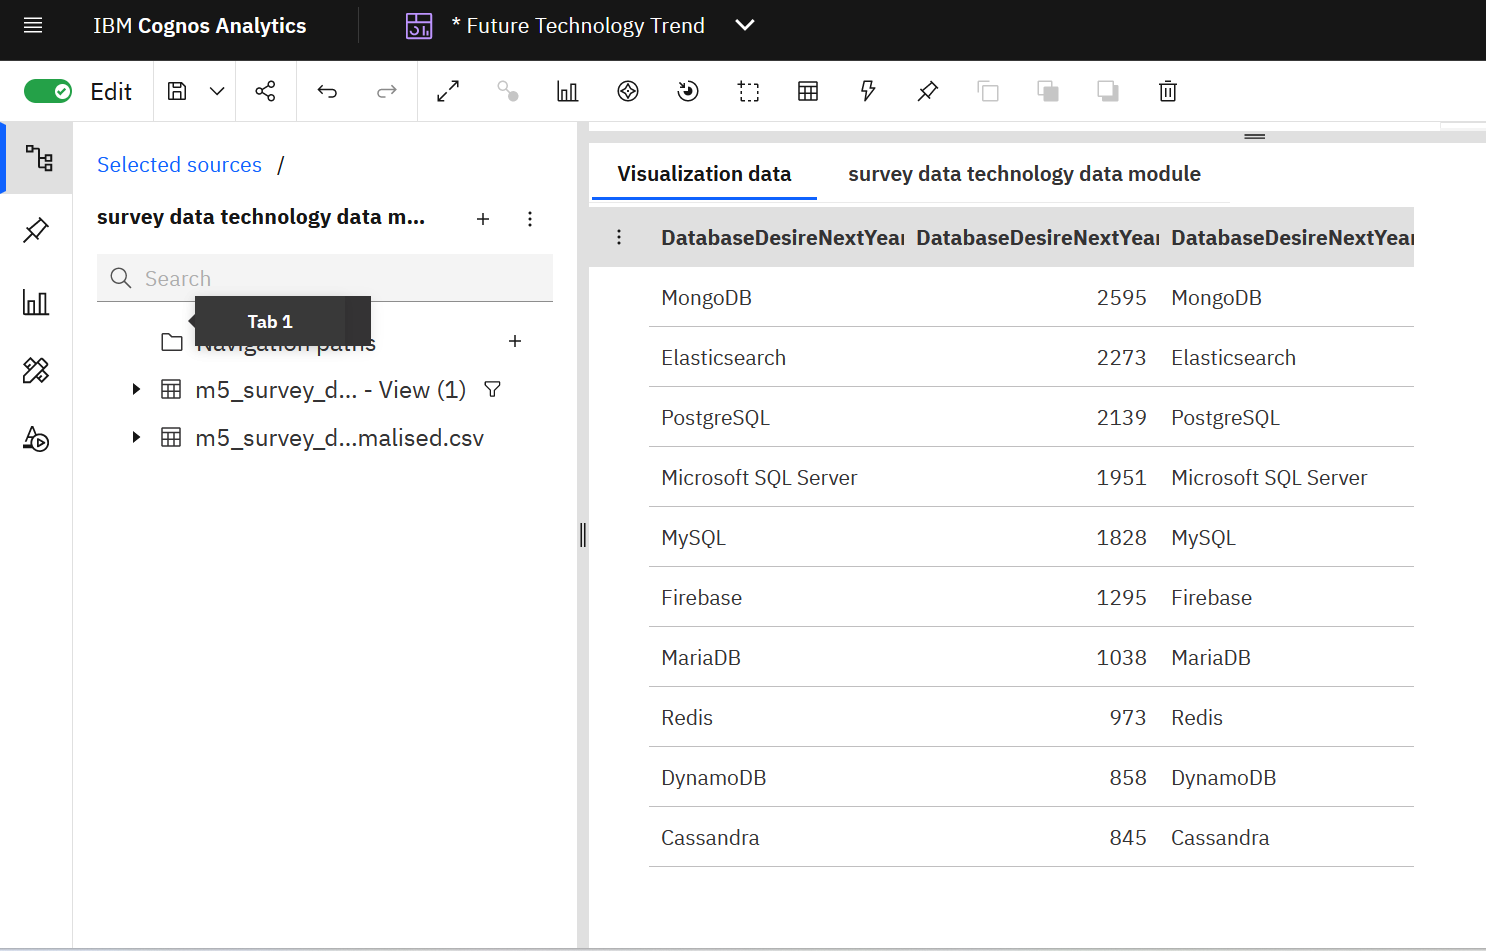 IBM Cognos Analytics
* Future Technology Trend
Edit
Selected sources /
survey data technology data m...
Search
Tab 1
Navigation paths
m5_survey_d... - View (1)
m5_survey_d...malised.csv
Visualization data
survey data technology data module
DatabaseDesireNextYear DatabaseDesireNextYear DatabaseDesireNextYear
MongoDB 2595 MongoDB
Elasticsearch 2273 Elasticsearch
PostgreSQL 2139 PostgreSQL
Microsoft SQL Server 1951 Microsoft SQL Server
MySQL 1828 MySQL
Firebase 1295 Firebase
MariaDB 1038 MariaDB
Redis 973 Redis
DynamoDB 858 DynamoDB
Cassandra 845 Cassandra